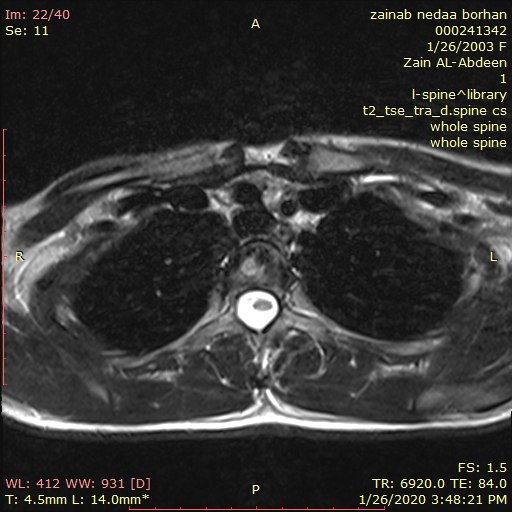 Im: 22/40
Se: 11
A
zainab nedaa borhan
000241342
1/26/2003 F
Zain AL-Abdeen
1
l-spine^library
t2_tse_tra_d.spine cs
whole spine
whole spine
R
L
WL: 412 WW: 931 [D]
T: 4.5mm L: 14.0mm*
P
FS: 1.5
TR: 6920.0 TE: 84.0
1/26/2020 3:48:21 PM